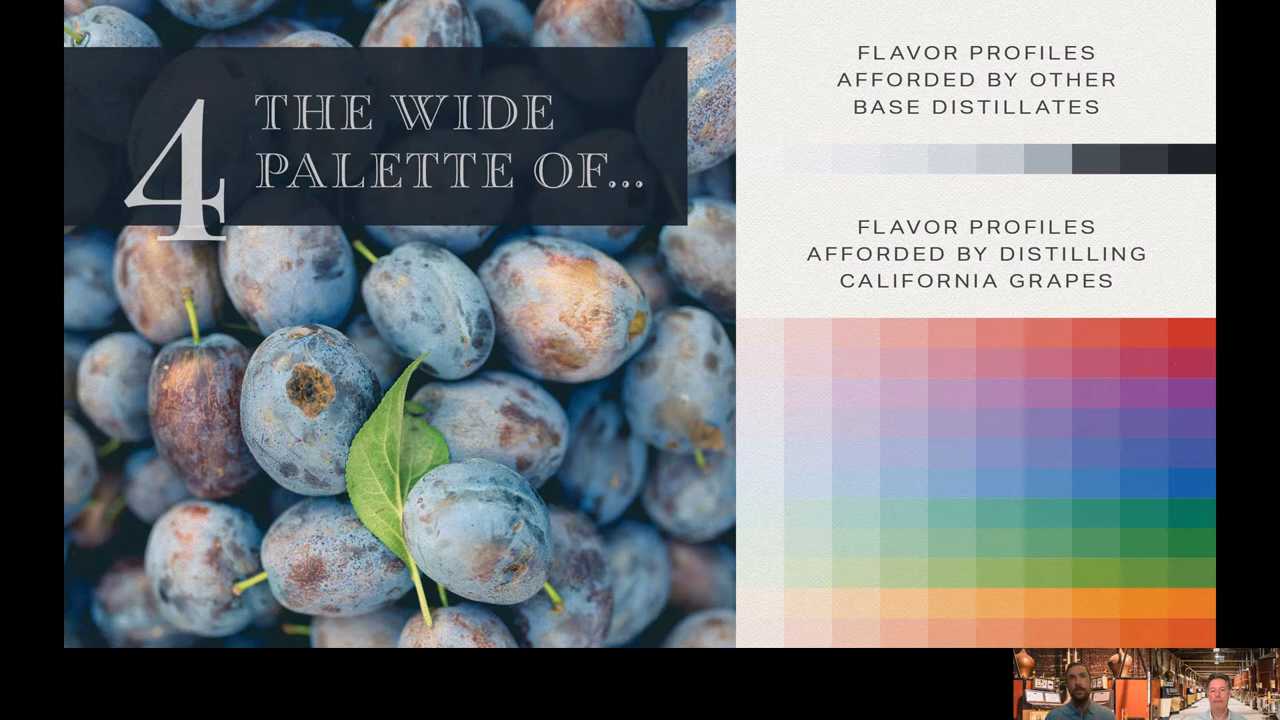 4
THE WIDE
PALETTE OF...
FLAVOR PROFILES
AFFORDED BY OTHER
BASE DISTILLATES
FLAVOR PROFILES
AFFORDED BY DISTILLING
CALIFORNIA GRAPES